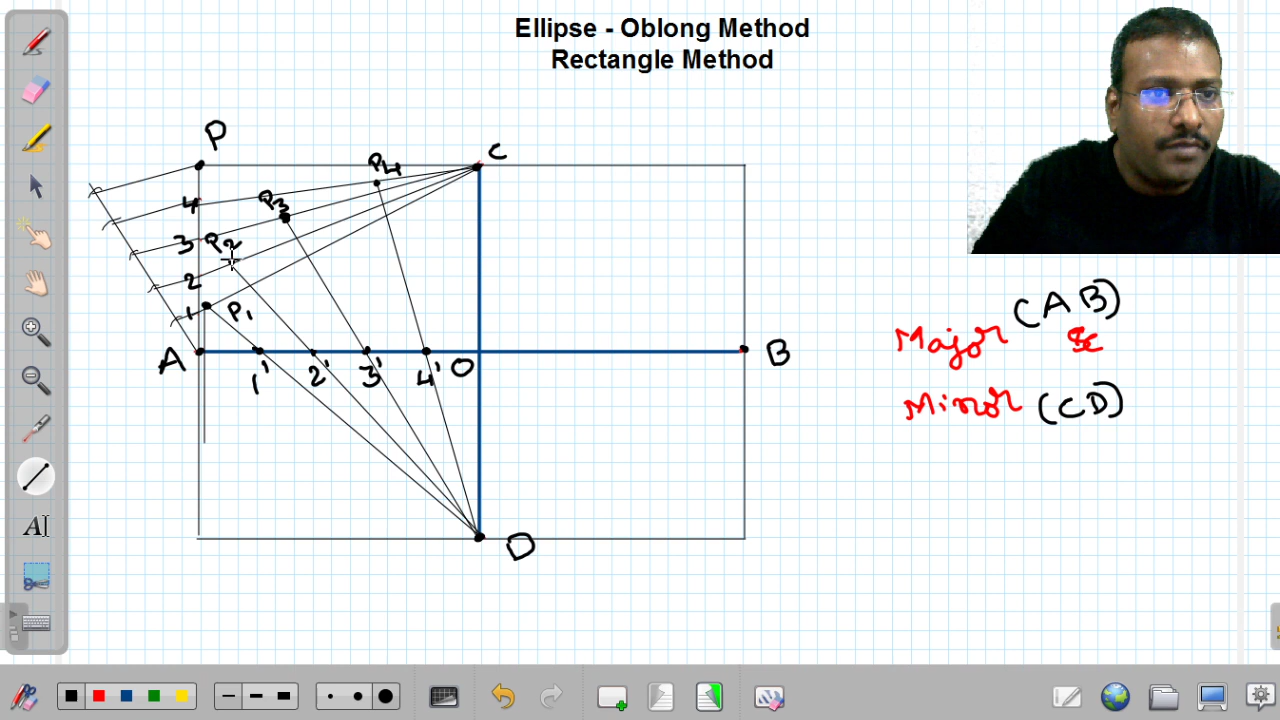 Ellipse - Oblong Method
Rectangle Method
P
C
P4
4
P3
3
P2
2
1
P1
A
B
1'
2'
3'
4'
O
D
Major (AB)
&
Minor (CD)
A